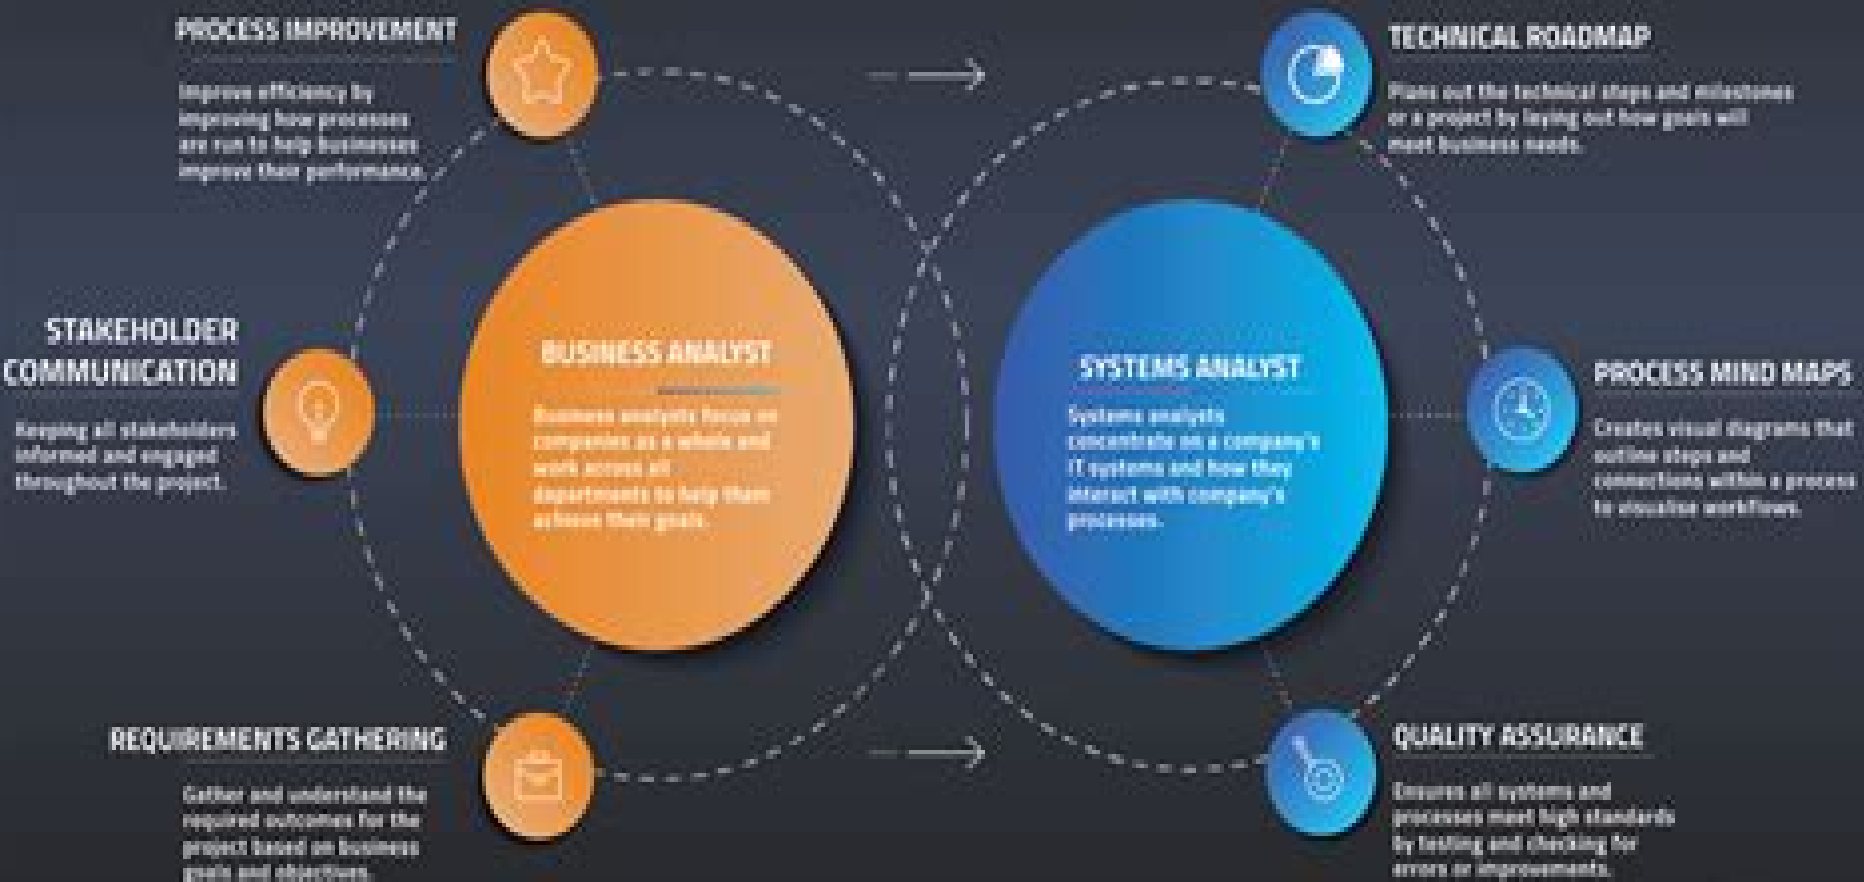 PROCESS IMPROVEMENT
Improve efficiency by
improving how processes
are run to help businesses
improve their performance.
STAKEHOLDER
COMMUNICATION
Keeping all stakeholders
informed and engaged
throughout the project.
REQUIREMENTS GATHERING
Gather and understand the
required outcomes for the
project based on business
goals and objectives.
BUSINESS ANALYST
Business analysts focus on
companies as a whole and
work across all
departments to help them
achieve their goals.
SYSTEMS ANALYST
Systems analysts
concentrate on a company's
IT systems and how they
interact with company's
processes.
TECHNICAL ROADMAP
Plans out the technical steps and milestones
or a project by laying out how goals will
meet business needs.
PROCESS MIND MAPS
Creates visual diagrams that
outline steps and
connections within a process
to visualise workflows.
QUALITY ASSURANCE
Ensures all systems and
processes meet high standards
by testing and checking for
errors or improvements.